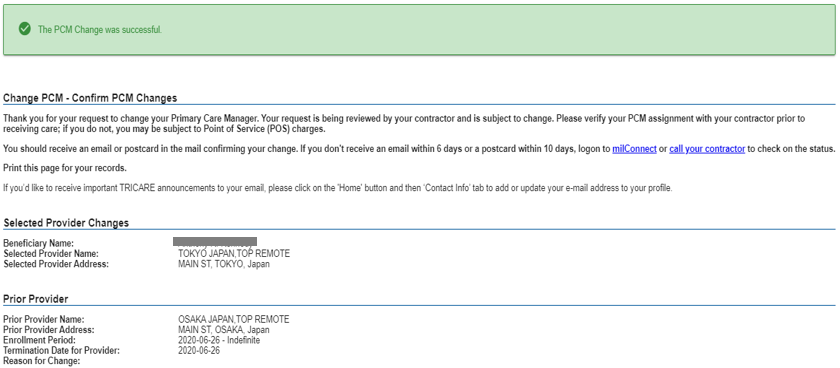 The PCM Change was successful.
Change PCM - Confirm PCM Changes
Thank you for your request to change your Primary Care Manager. Your request is being reviewed by your contractor and is subject to change. Please verify your PCM assignment with your contractor prior to
receiving care; if you do not, you may be subject to Point of Service (POS) charges.
You should receive an email or postcard in the mail confirming your change. If you don't receive an email within 6 days or a postcard within 10 days, logon to milConnect or call your contractor to check on the status.
Print this page for your records.
If you'd like to receive important TRICARE announcements to your email, please click on the 'Home' button and then 'Contact Info' tab to add or update your e-mail address to your profile.
Selected Provider Changes
Beneficiary Name:
Selected Provider Name: TOKYO JAPAN,TOP REMOTE
Selected Provider Address: MAIN ST, TOKYO, Japan
Prior Provider
Prior Provider Name: OSAKA JAPAN,TOP REMOTE
Prior Provider Address: MAIN ST, OSAKA, Japan
Enrollment Period: 2020-06-26 - Indefinite
Termination Date for Provider: 2020-06-26
Reason for Change: